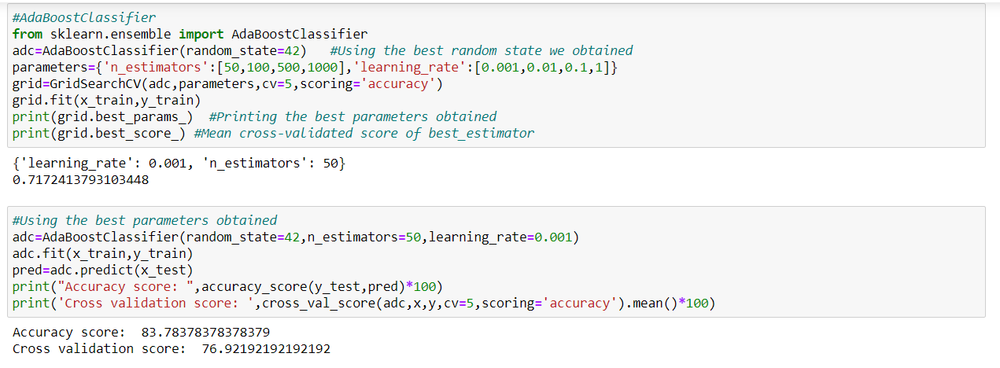 #AdaBoostClassifier
from sklearn.ensemble import AdaBoostClassifier
adc=AdaBoostClassifier(random_state=42)   #Using the best random state we obtained
parameters={'n_estimators':[50,100,500,1000],'learning_rate':[0.001,0.01,0.1,1]}
grid=GridSearchCV(adc,parameters,cv=5,scoring='accuracy')
grid.fit(x_train,y_train)
print(grid.best_params_)  #Printing the best parameters obtained
print(grid.best_score_) #Mean cross-validated score of best_estimator
{'learning_rate': 0.001, 'n_estimators': 50}
0.7172413793103448
#Using the best parameters obtained
adc=AdaBoostClassifier(random_state=42,n_estimators=50,learning_rate=0.001)
adc.fit(x_train,y_train)
pred=adc.predict(x_test)
print("Accuracy score: ",accuracy_score(y_test,pred)*100)
print('Cross validation score: ',cross_val_score(adc,x,y,cv=5,scoring='accuracy').mean()*100)
Accuracy score:  83.78378378378379
Cross validation score:  76.92192192192192